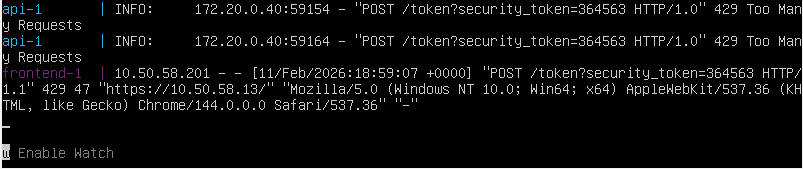 api-1       | INFO:     172.20.0.40:59154 - "POST /token?security_token=364563 HTTP/1.0" 429 Too Man
y Requests
api-1       | INFO:     172.20.0.40:59164 - "POST /token?security_token=364563 HTTP/1.0" 429 Too Man
y Requests
frontend-1  | 10.50.58.201 - - [11/Feb/2026:18:59:07 +0000] "POST /token?security_token=364563 HTTP/
1.1" 429 47 "https://10.50.58.13/" "Mozilla/5.0 (Windows NT 10.0; Win64; x64) AppleWebKit/537.36 (KH
TML, like Gecko) Chrome/144.0.0.0 Safari/537.36" "-"
w Enable Watch